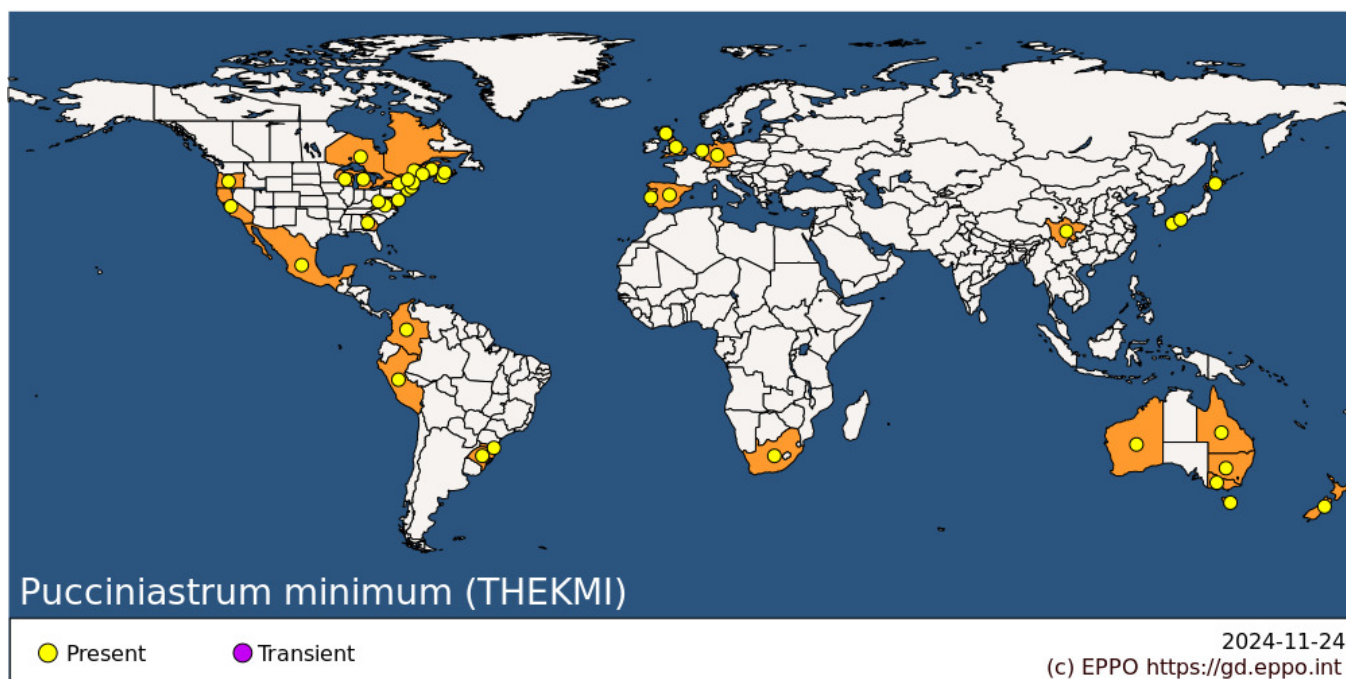 Pucciniastrum minimum (THEKMI)
Present
Transient
2024-11-24
(c) EPPO https://gd.eppo.int